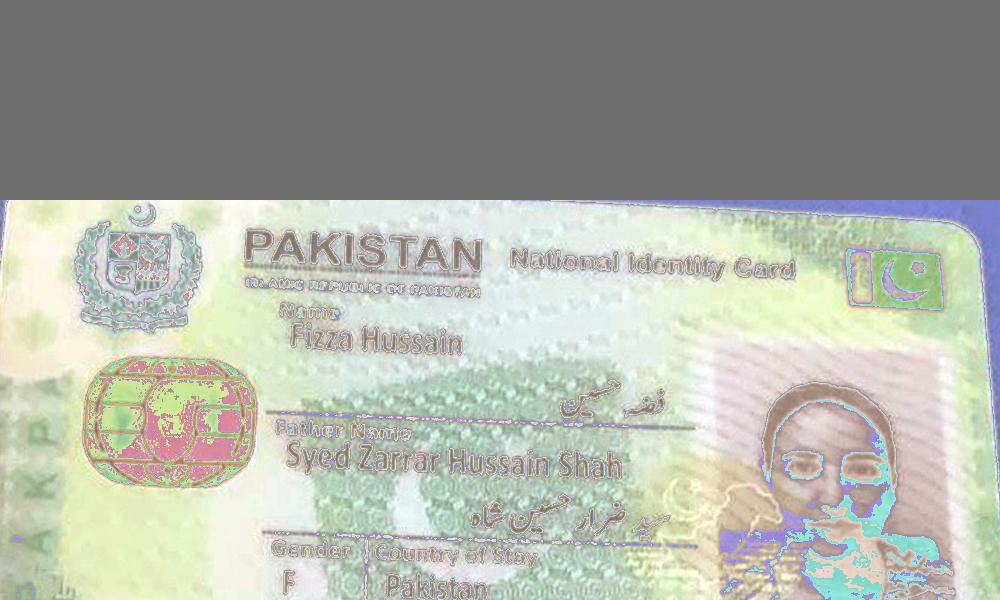 PAKISTAN National Identity Card
ISLAMIC REPUBLIC OF PAKISTAN
Name
Fizza Hussain
فضہ حسین
Father Name
Syed Zarrar Hussain Shah
سید ضرار حسین شاہ
Gender Country of Stay
F Pakistan